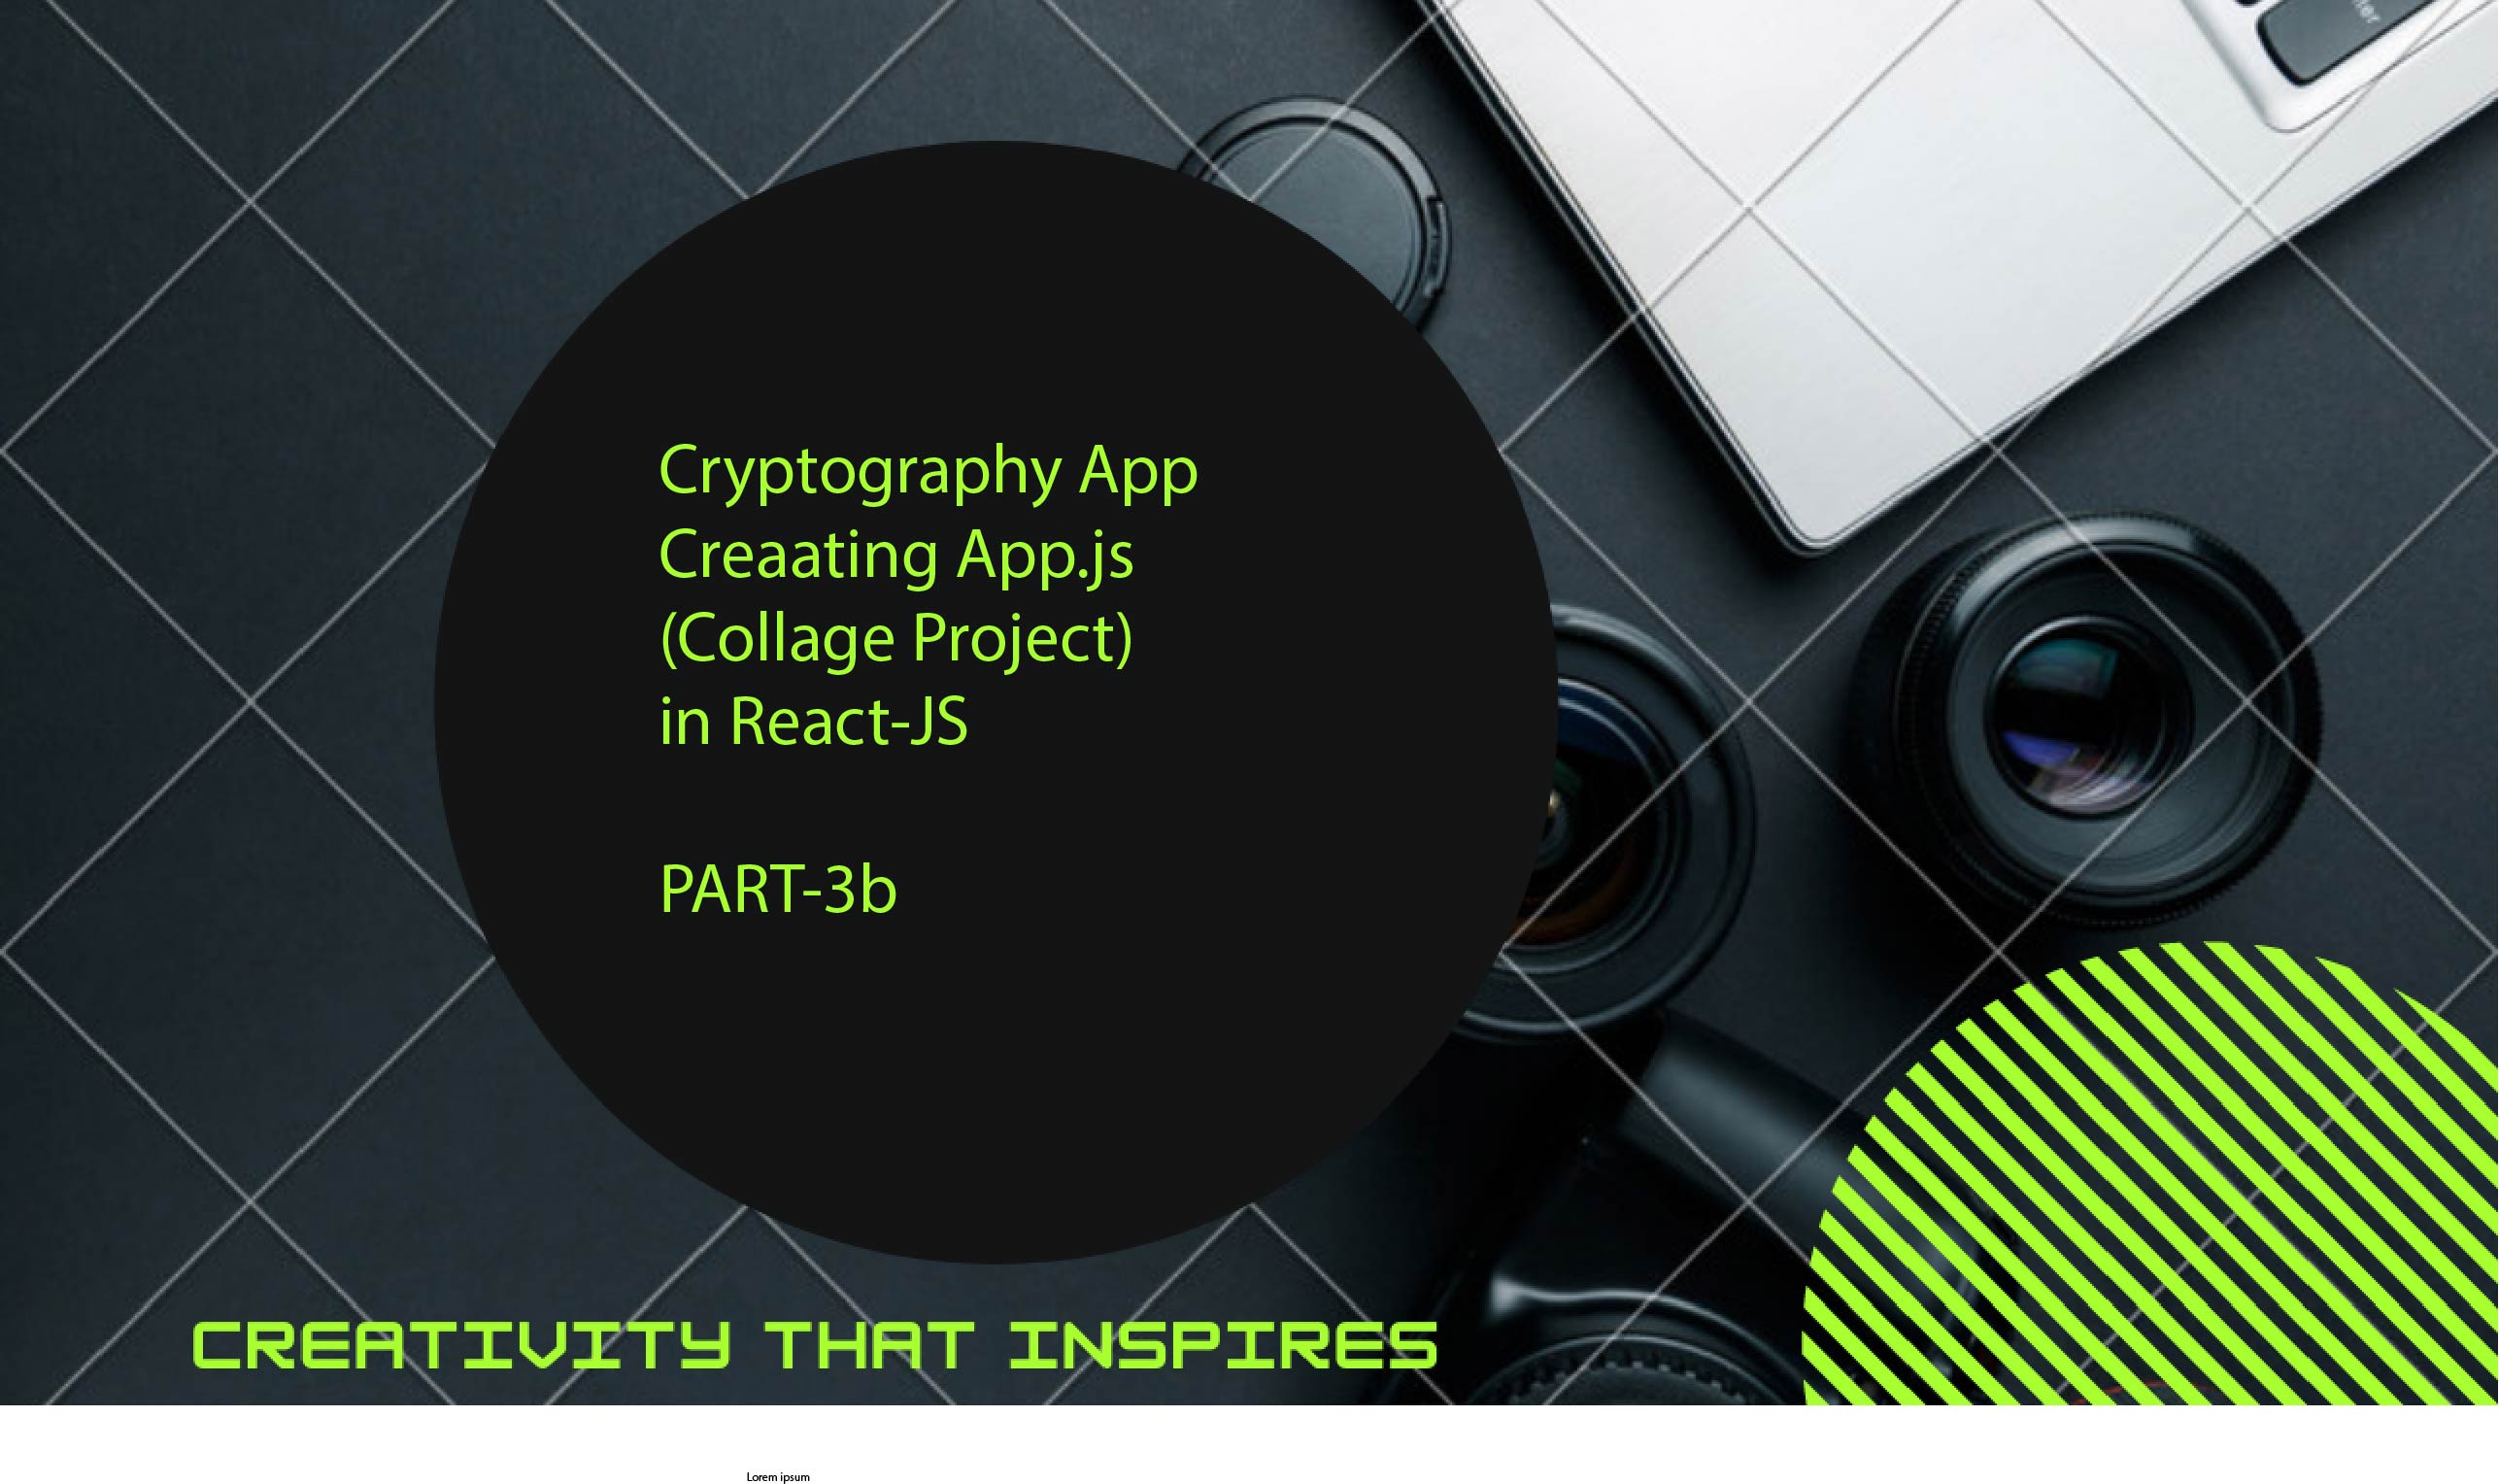 Cryptography App
Creaating App.js
(Collage Project)
in React-JS
PART-3b
CREATIVITY THAT INSPIRES
Lorem ipsum